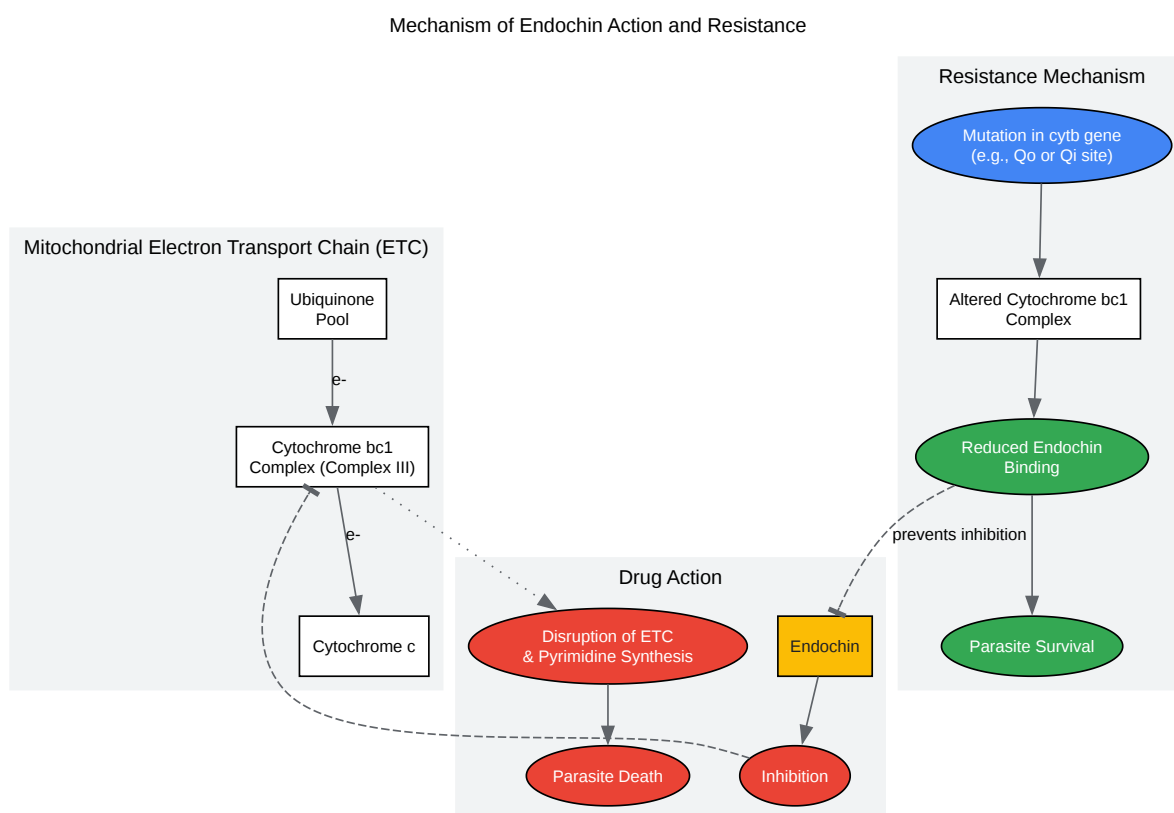 Mechanism of Endochin Action and Resistance
Resistance Mechanism
Mutation in cytb gene
(e.g., Qo or Qi site)
Mitochondrial Electron Transport Chain (ETC)
Ubiquinone
Pool
Altered Cytochrome bc1
Complex
e-
Cytochrome bc1
Complex (Complex III)
Reduced Endochin
Binding
e-
prevents inhibition
Drug Action
Cytochrome c
Disruption of ETC
& Pyrimidine Synthesis
Endochin
Parasite Survival
Parasite Death
Inhibition